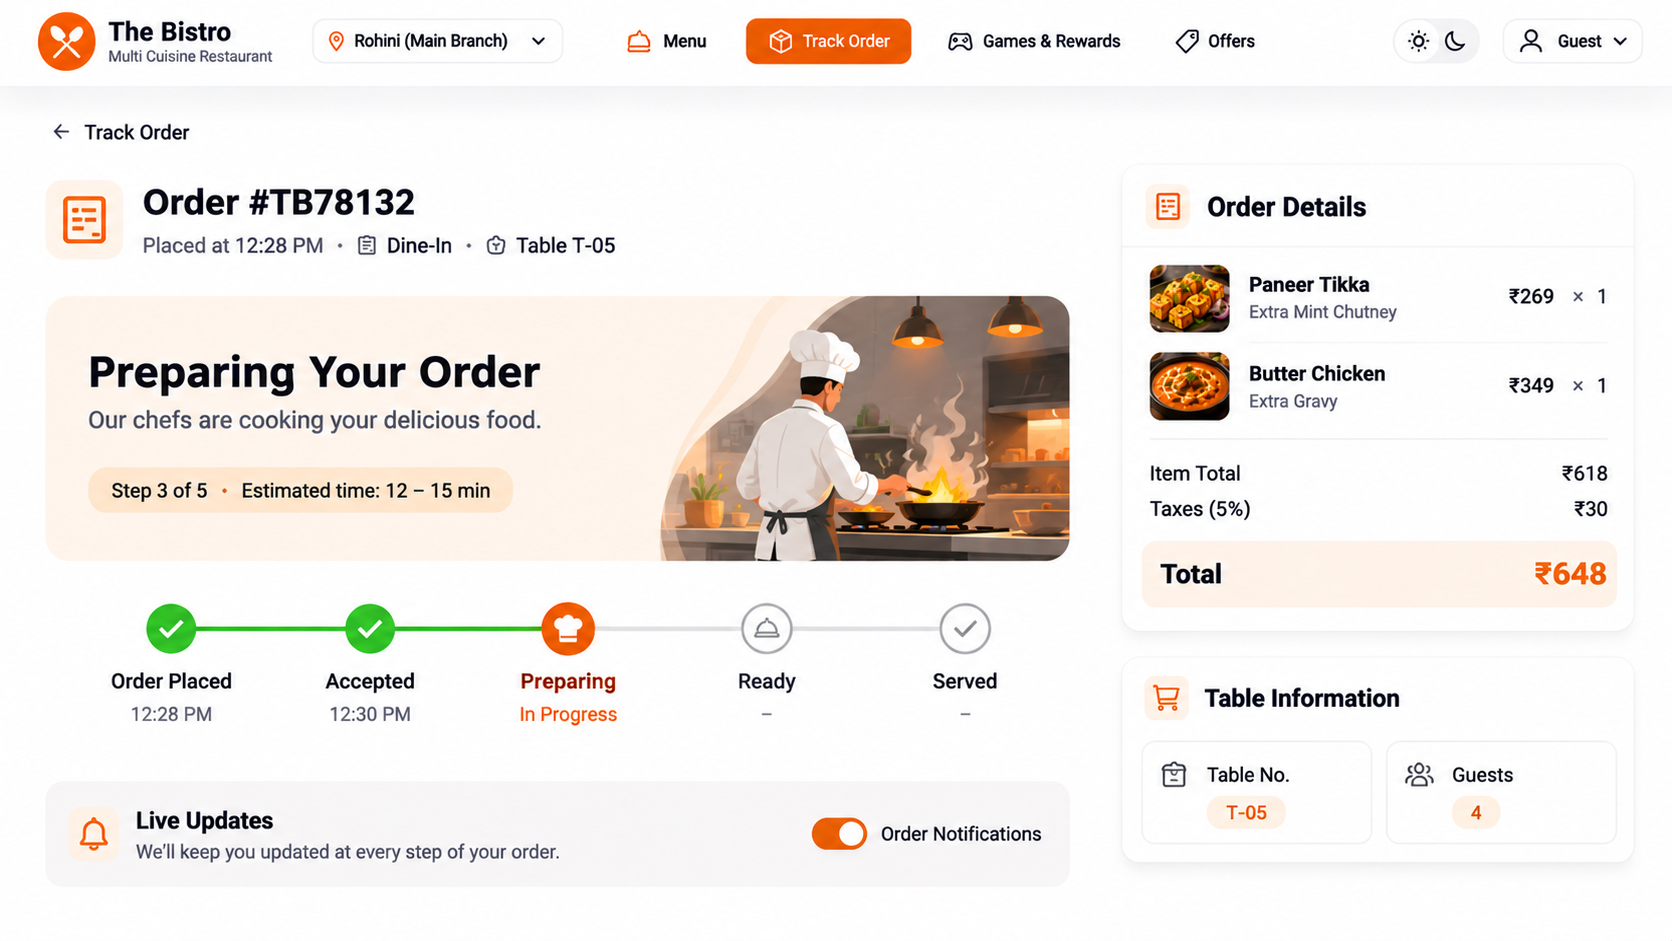 The Bistro
Multi Cuisine Restaurant
Rohini (Main Branch)
Menu
Track Order
Games & Rewards
Offers
Guest
Track Order
Order #TB78132
Placed at 12:28 PM • Dine-In • Table T-05
Preparing Your Order
Our chefs are cooking your delicious food.
Step 3 of 5 • Estimated time: 12 – 15 min
Order Placed
12:28 PM
Accepted
12:30 PM
Preparing
In Progress
Ready
–
Served
–
Live Updates
We'll keep you updated at every step of your order.
Order Notifications
Order Details
Paneer Tikka
Extra Mint Chutney
₹269 × 1
Butter Chicken
Extra Gravy
₹349 × 1
Item Total ₹618
Taxes (5%) ₹30
Total ₹648
Table Information
Table No.
T-05
Guests
4